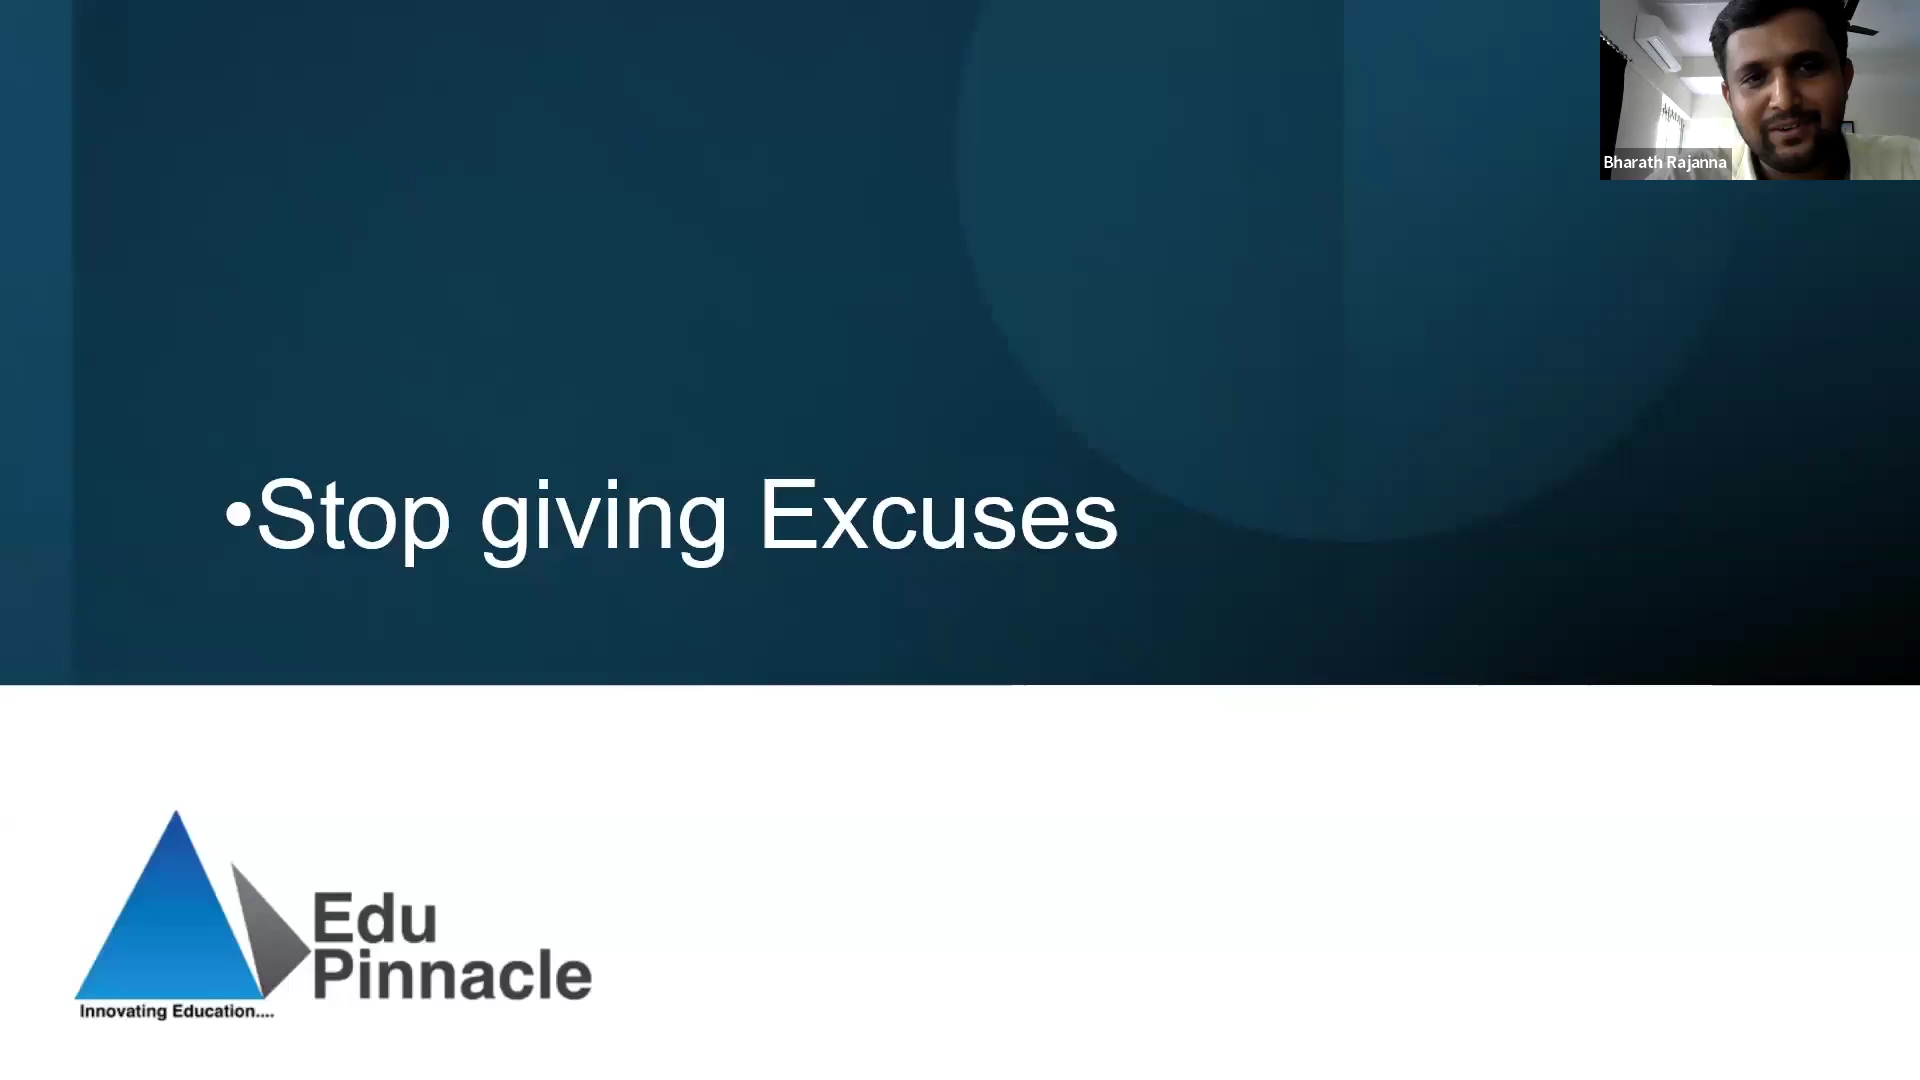 Bharath Rajanna
•Stop giving Excuses
Edu
Pinnacle
Innovating Education....